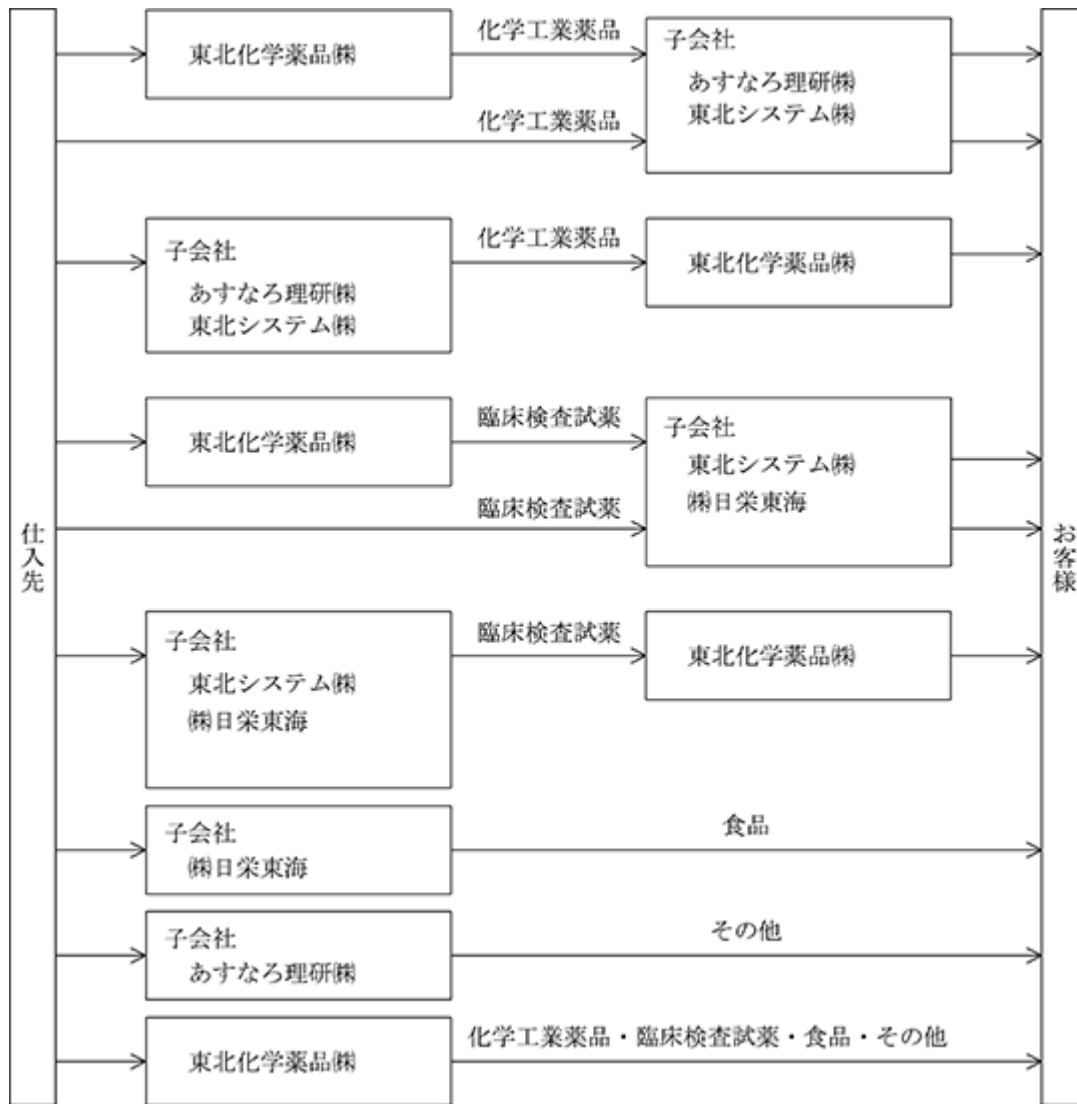 仕入先
東北化学薬品㈱
化学工業薬品
子会社
あすなろ理研㈱
東北システム㈱
化学工業薬品
子会社
あすなろ理研㈱
東北システム㈱
化学工業薬品
東北化学薬品㈱
東北化学薬品㈱
臨床検査試薬
子会社
東北システム㈱
㈱日栄東海
臨床検査試薬
子会社
東北システム㈱
㈱日栄東海
臨床検査試薬
東北化学薬品㈱
子会社
㈱日栄東海
食品
子会社
あすなろ理研㈱
その他
東北化学薬品㈱
化学工業薬品・臨床検査試薬・食品・その他
お客様